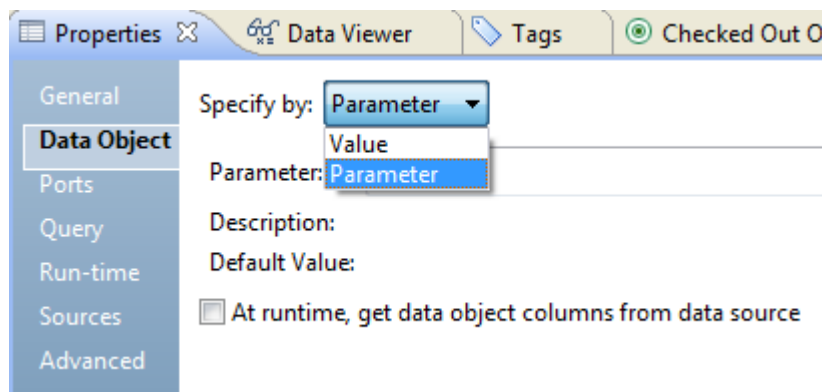 Properties Data Viewer Tags Checked Out O
General
Data Object
Ports
Query
Run-time
Sources
Advanced
Specify by: Parameter
Value
Parameter
Parameter:
Description:
Default Value:
At runtime, get data object columns from data source